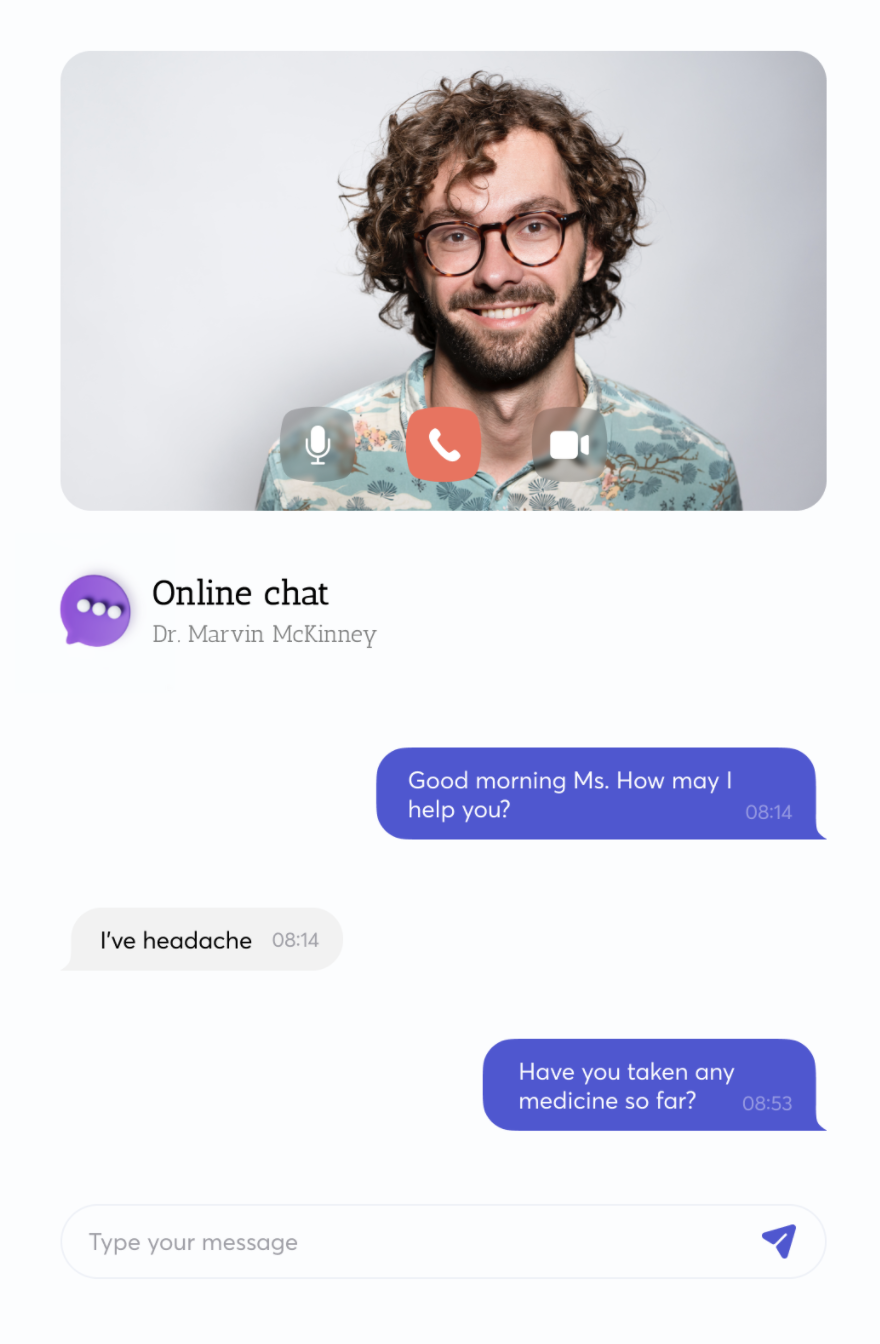 Online chat
Dr. Marvin McKinney
Good morning Ms. How may I
help you?
08:14
I've headache 08:14
Have you taken any
medicine so far?
08:53
Type your message